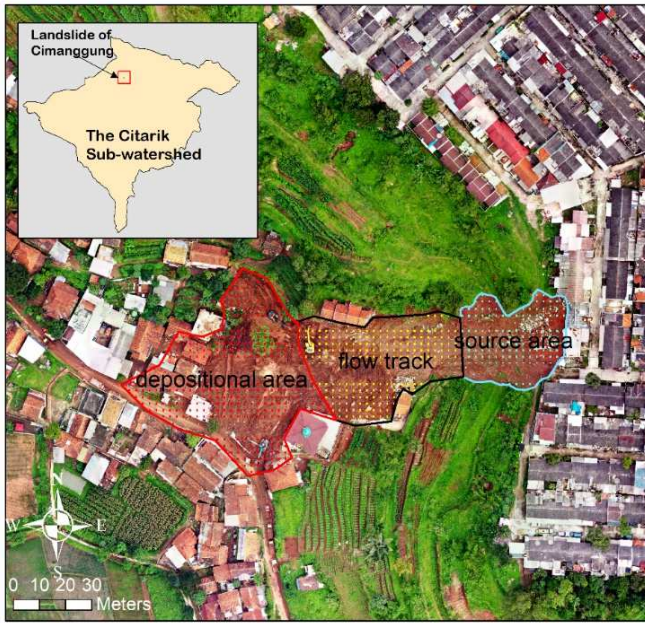 Landslide of
Cimanggung
The Citarik
Sub-watershed
source area
flow track
depositional area
N
W E
S
0 10 20 30
Meters